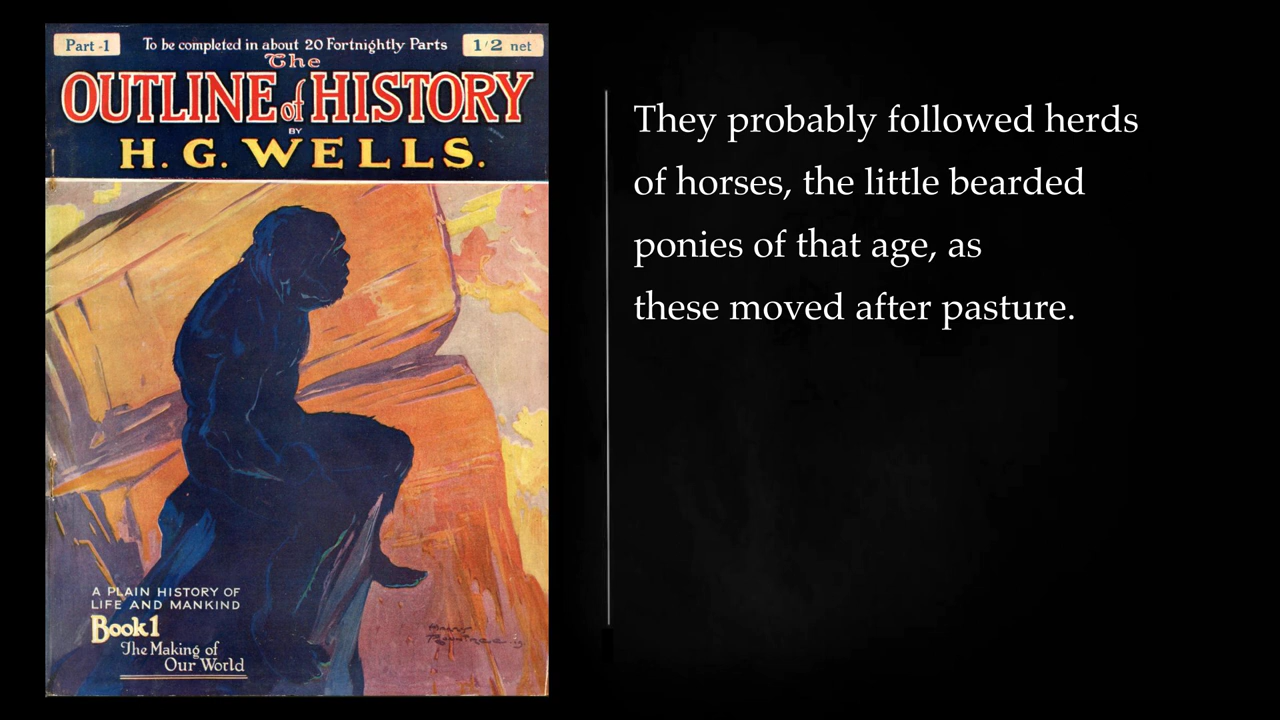 Part -1
To be completed in about 20 Fortnightly Parts
1/2 net
The
OUTLINE of HISTORY
BY
H. G. WELLS.
A PLAIN HISTORY OF
LIFE AND MANKIND
Book 1
The Making of
Our World
They probably followed herds
of horses, the little bearded
ponies of that age, as
these moved after pasture.